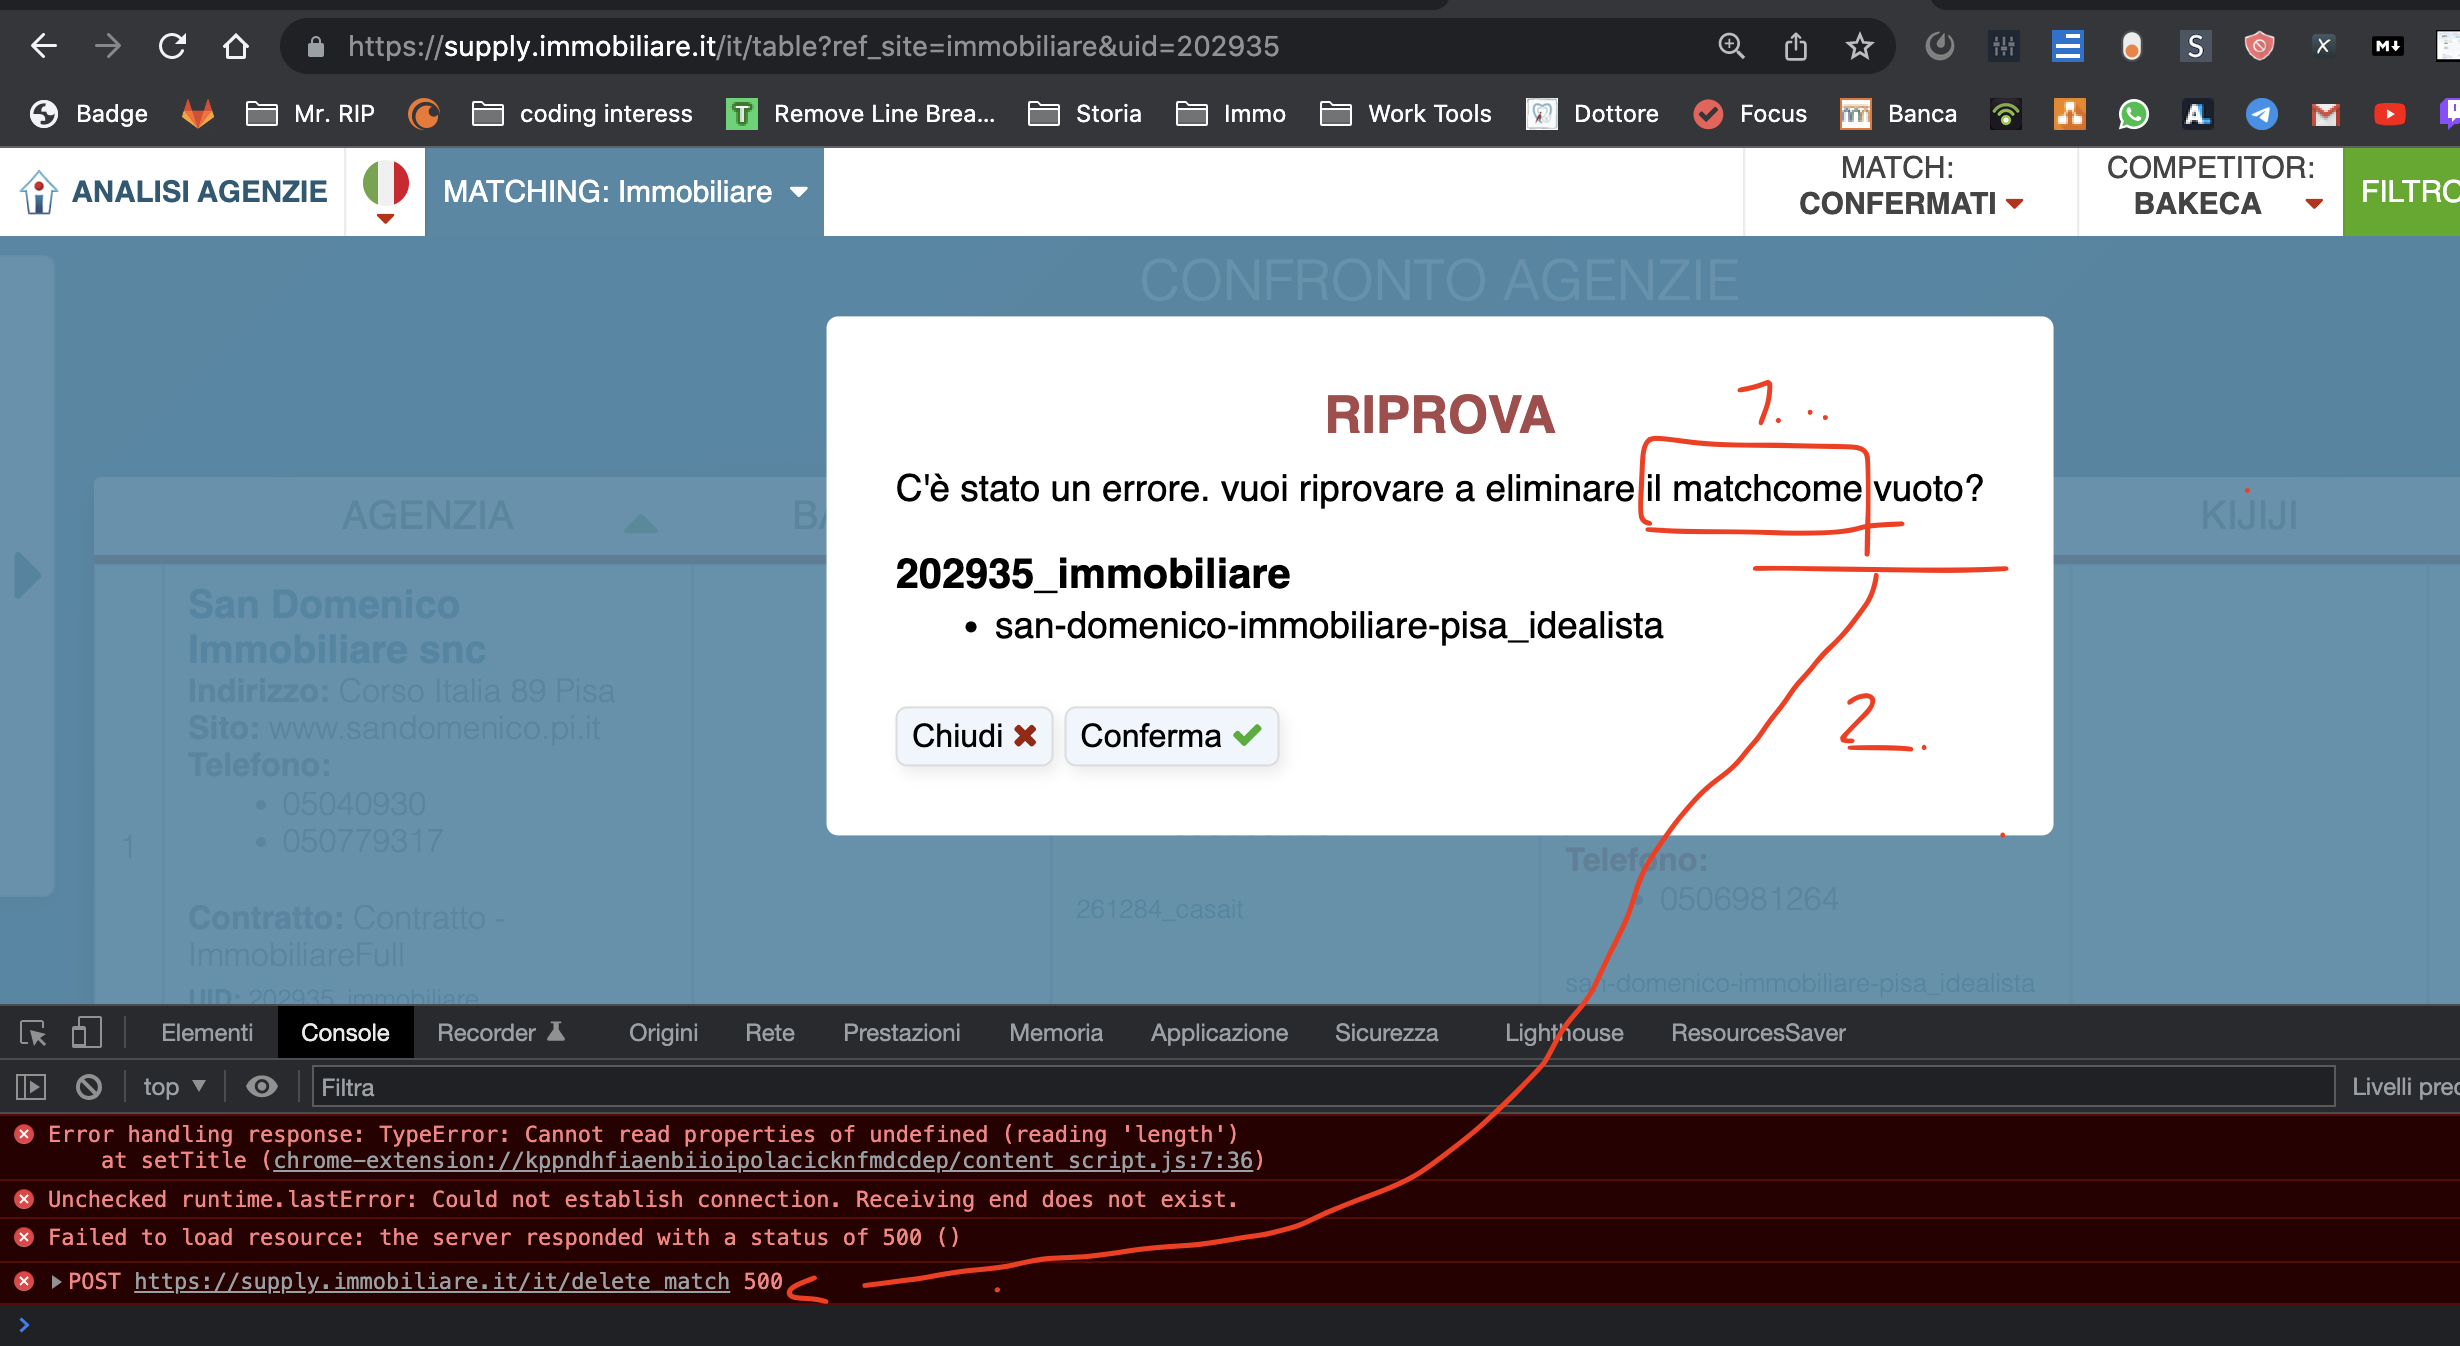 https://supply.immobiliare.it/it/table?ref_site=immobiliare&uid=202935
S
X
M↓
Badge
Mr. RIP
coding interess
T
Remove Line Brea...
Storia
Immo
Work Tools
Dottore
Focus
Banca
ANALISI AGENZIE
MATCHING: Immobiliare
MATCH:
CONFERMATI
COMPETITOR:
BAKECA
FILTRO
CONFRONTO AGENZIE
RIPROVA
1...
C'è stato un errore. vuoi riprovare a eliminare il matchcome vuoto?
202935_immobiliare
• san-domenico-immobiliare-pisa_idealista
Chiudi
Conferma
2.
AGENZIA
BA
KIJIJI
1
San Domenico
Immobiliare snc
Indirizzo: Corso Italia 89 Pisa
Sito: www.sandomenico.pi.it
Telefono:
• 05040930
• 050779317
Contratto: Contratto -
ImmobiliareFull
UID: 202935_immobiliare
261284_casait
Telefono:
• 0506981264
san-domenico-immobiliare-pisa_idealista
Elementi
Console
Recorder
Origini
Rete
Prestazioni
Memoria
Applicazione
Sicurezza
Lighthouse
ResourcesSaver
top
Filtra
Livelli pred
Error handling response: TypeError: Cannot read properties of undefined (reading 'length')
at setTitle (chrome-extension://kppndhfiaenbiioipolacicknfmdcdep/content_script.js:7:36)
Unchecked runtime.lastError: Could not establish connection. Receiving end does not exist.
Failed to load resource: the server responded with a status of 500 ()
POST https://supply.immobiliare.it/it/delete_match 500